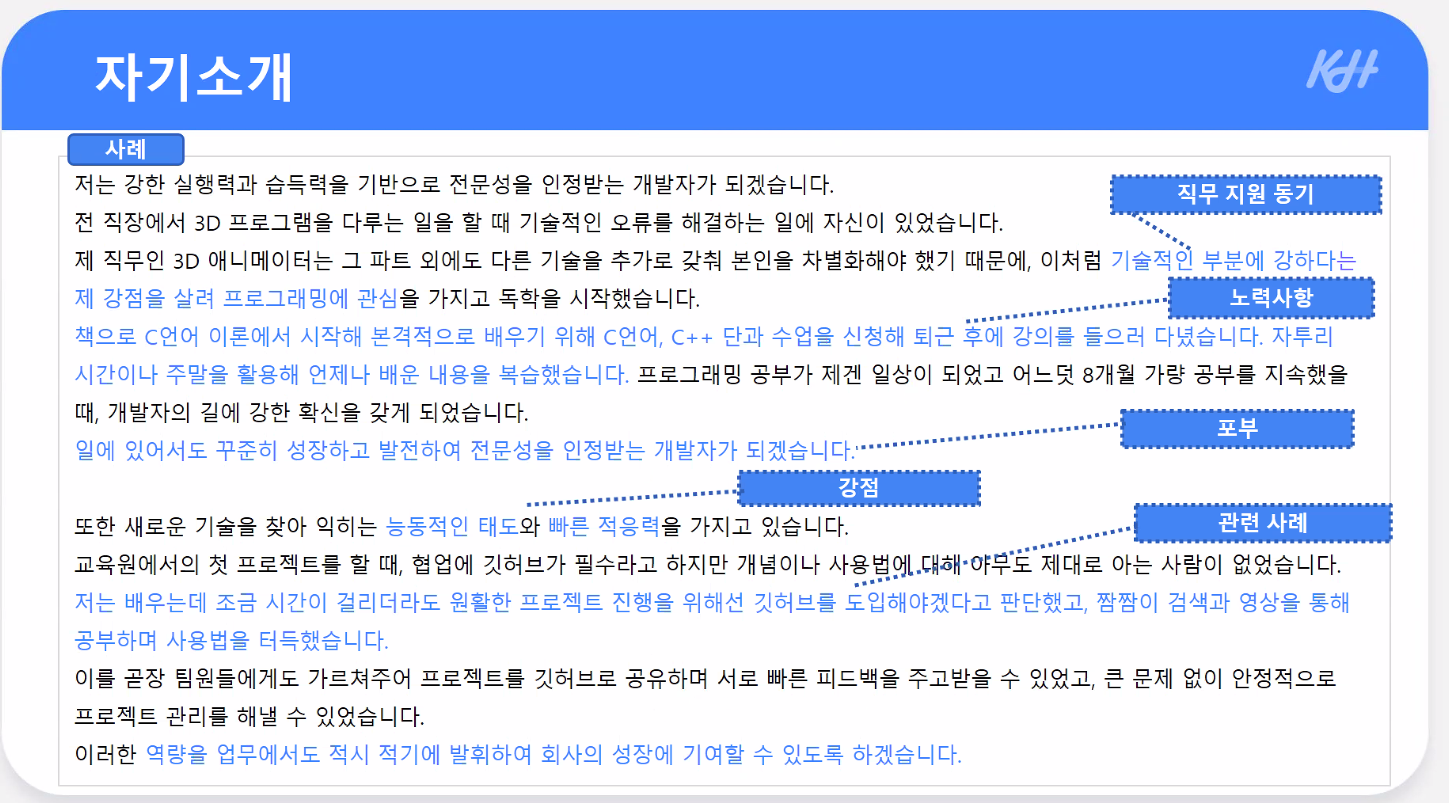 자기소개
KH
사례
저는 강한 실행력과 습득력을 기반으로 전문성을 인정받는 개발자가 되겠습니다.
직무 지원 동기
전 직장에서 3D 프로그램을 다루는 일을 할 때 기술적인 오류를 해결하는 일에 자신이 있었습니다.
제 직무인 3D 애니메이터는 그 파트 외에도 다른 기술을 추가로 갖춰 본인을 차별화해야 했기 때문에, 이처럼 기술적인 부분에 강하다는
제 강점을 살려 프로그래밍에 관심을 가지고 독학을 시작했습니다.
노력사항
책으로 C언어 이론에서 시작해 본격적으로 배우기 위해 C언어, C++ 단과 수업을 신청해 퇴근 후에 강의를 들으러 다녔습니다. 자투리
시간이나 주말을 활용해 언제나 배운 내용을 복습했습니다. 프로그래밍 공부가 제겐 일상이 되었고 어느덧 8개월 가량 공부를 지속했을
때, 개발자의 길에 강한 확신을 갖게 되었습니다.
포부
일에 있어서도 꾸준히 성장하고 발전하여 전문성을 인정받는 개발자가 되겠습니다.
강점
또한 새로운 기술을 찾아 익히는 능동적인 태도와 빠른 적응력을 가지고 있습니다.
관련 사례
교육원에서의 첫 프로젝트를 할 때, 협업에 깃허브가 필수라고 하지만 개념이나 사용법에 대해 아무도 제대로 아는 사람이 없었습니다.
저는 배우는데 조금 시간이 걸리더라도 원활한 프로젝트 진행을 위해선 깃허브를 도입해야겠다고 판단했고, 짬짬이 검색과 영상을 통해
공부하며 사용법을 터득했습니다.
이를 곧장 팀원들에게도 가르쳐주어 프로젝트를 깃허브로 공유하며 서로 빠른 피드백을 주고받을 수 있었고, 큰 문제 없이 안정적으로
프로젝트 관리를 해낼 수 있었습니다.
이러한 역량을 업무에서도 적시 적기에 발휘하여 회사의 성장에 기여할 수 있도록 하겠습니다.